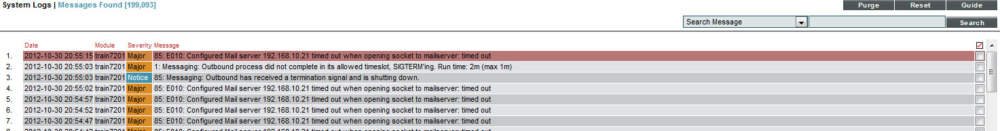 System Logs | Messages Found [199,093] Purge Reset Guide
Search Message Search
Date Module Severity Message
1. 2012-10-30 20:55:15 train7201 Major 85: E010: Configured Mail server 192.168.10.21 timed out when opening socket to mailserver: timed out
2. 2012-10-30 20:55:03 train7201 Major 1: Messaging: Outbound process did not complete in its allowed timeslot, SIGTERM'ing. Run time: 2m (max 1m)
3. 2012-10-30 20:55:03 train7201 Notice 85: Messaging: Outbound has received a termination signal and is shutting down.
4. 2012-10-30 20:55:02 train7201 Major 85: E010: Configured Mail server 192.168.10.21 timed out when opening socket to mailserver: timed out
5. 2012-10-30 20:54:57 train7201 Major 85: E010: Configured Mail server 192.168.10.21 timed out when opening socket to mailserver: timed out
6. 2012-10-30 20:54:52 train7201 Major 85: E010: Configured Mail server 192.168.10.21 timed out when opening socket to mailserver: timed out
7. 2012-10-30 20:54:47 train7201 Major 85: E010: Configured Mail server 192.168.10.21 timed out when opening socket to mailserver: timed out